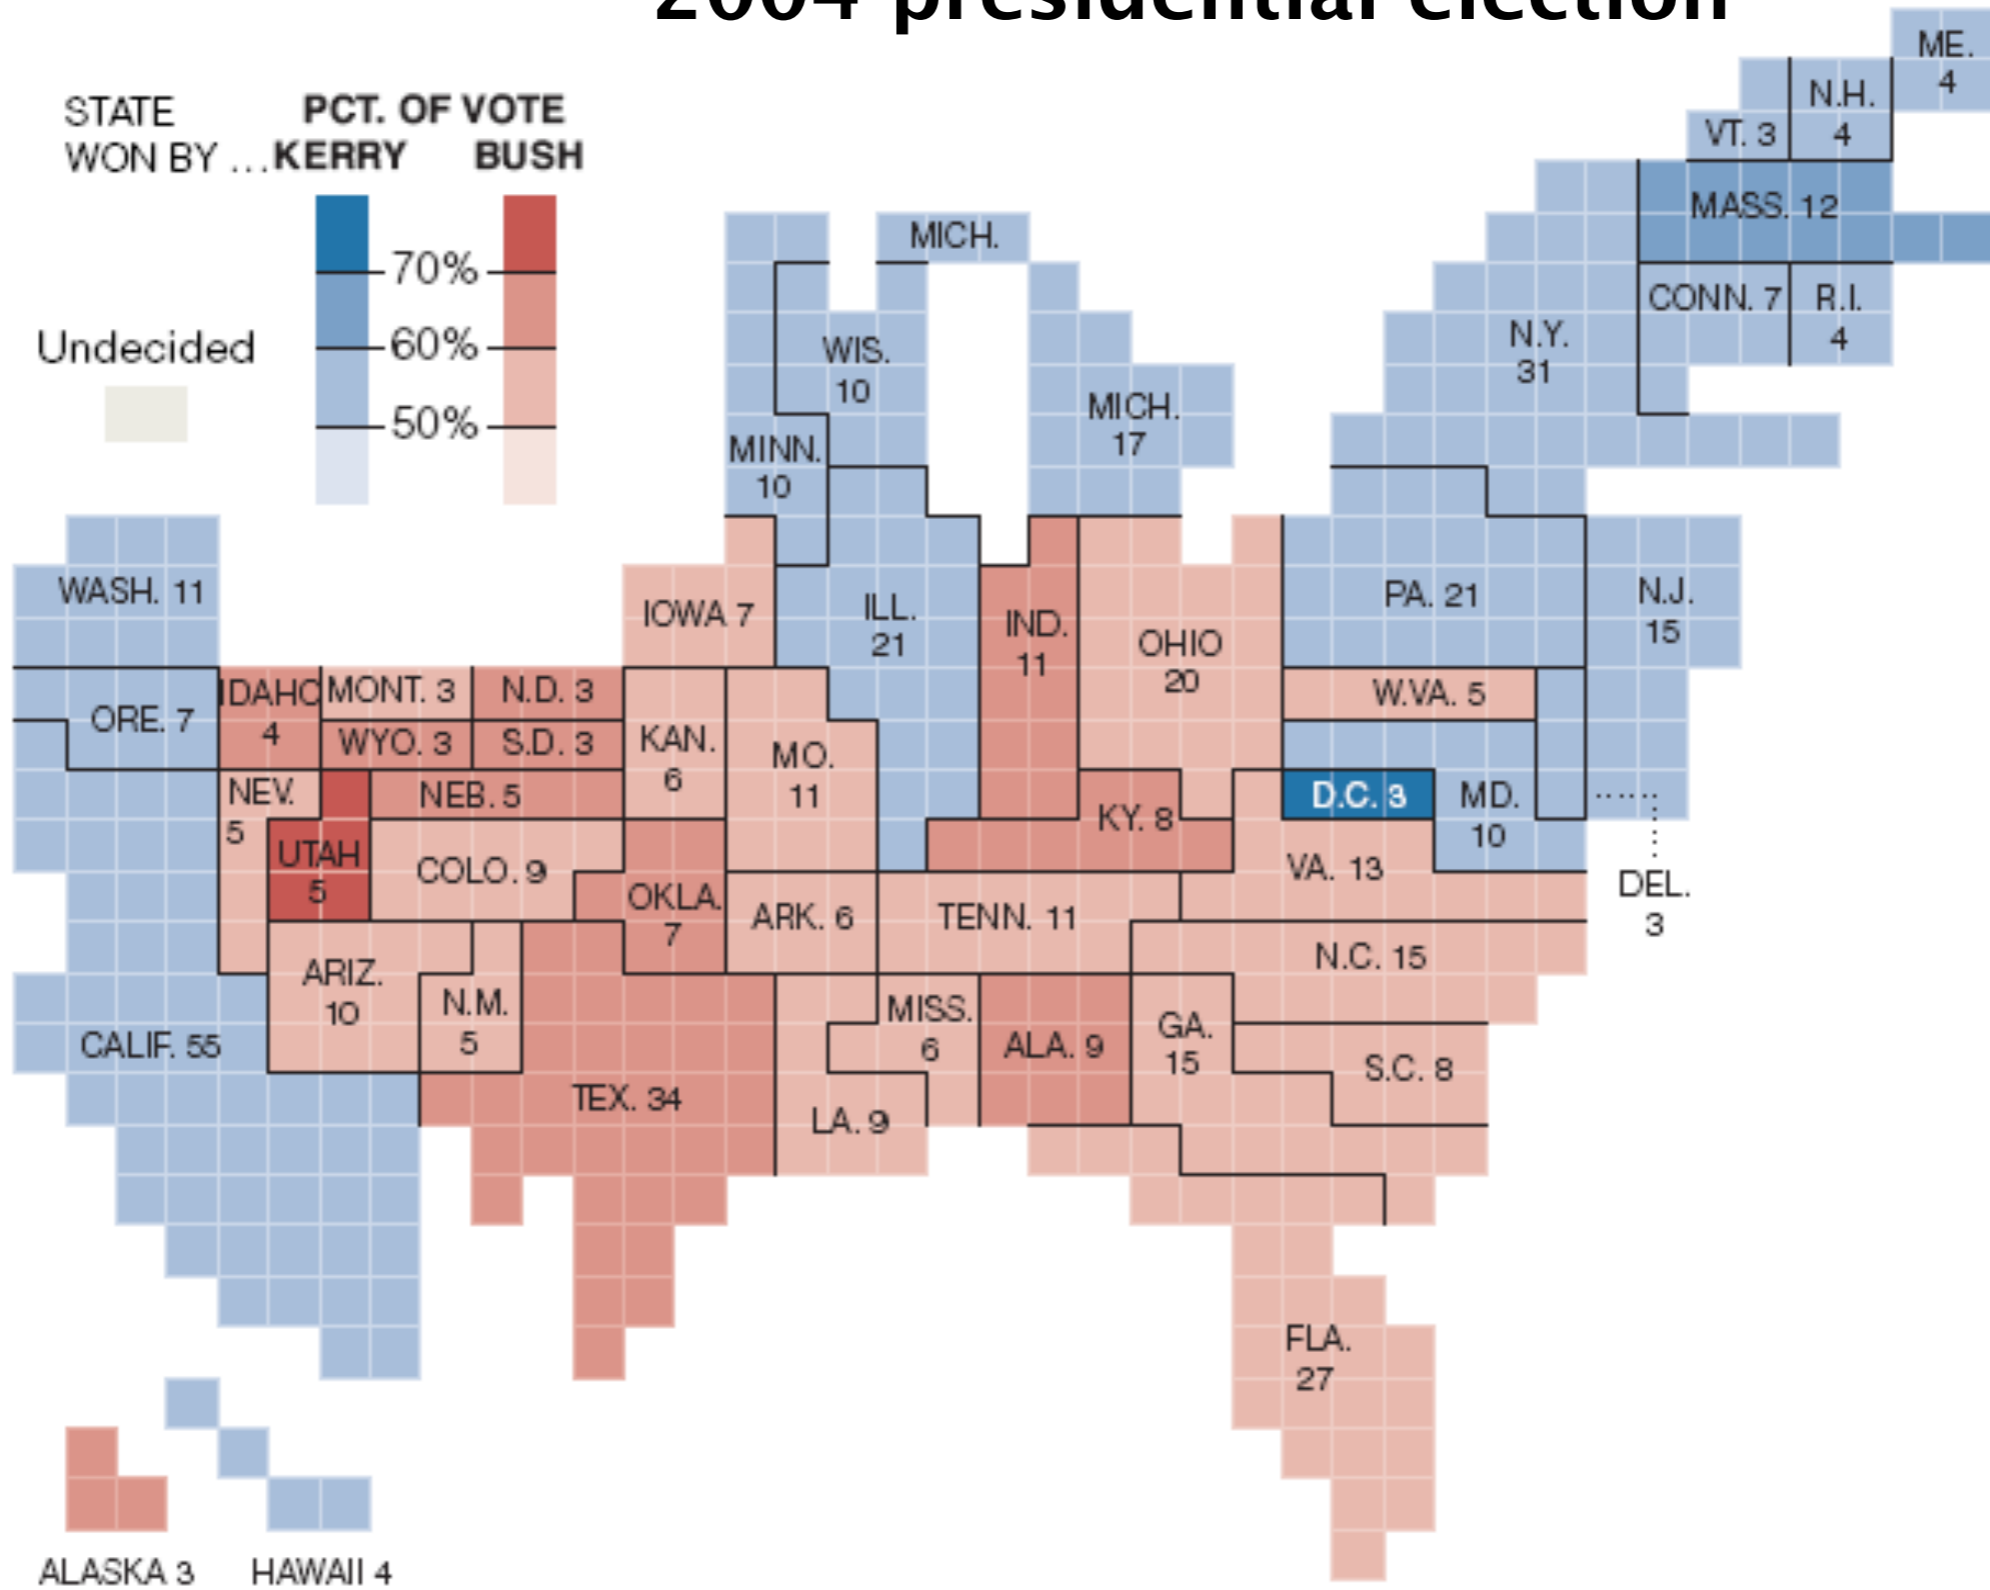 2004 presidential election
STATE
WON BY ...
PCT. OF VOTE
KERRY BUSH
70%
60%
50%
Undecided
ME.
4
N.H.
4
VT. 3
MASS. 12
CONN. 7
R.I.
4
N.Y.
31
MICH.
WIS.
10
MICH.
17
MINN.
10
WASH. 11
IOWA 7
ILL.
21
IND.
11
OHIO
20
PA. 21
N.J.
15
ORE. 7
IDAHO
4
MONT. 3
N.D. 3
WYO. 3
S.D. 3
KAN.
6
MO.
11
W.VA. 5
NEV.
5
NEB. 5
KY. 8
D.C. 3
MD.
10
UTAH
5
COLO. 9
OKLA.
7
ARK. 6
TENN. 11
VA. 13
DEL.
3
N.C. 15
ARIZ.
10
N.M.
5
MISS.
6
ALA. 9
GA.
15
S.C. 8
CALIF. 55
TEX. 34
LA. 9
FLA.
27
ALASKA 3
HAWAII 4